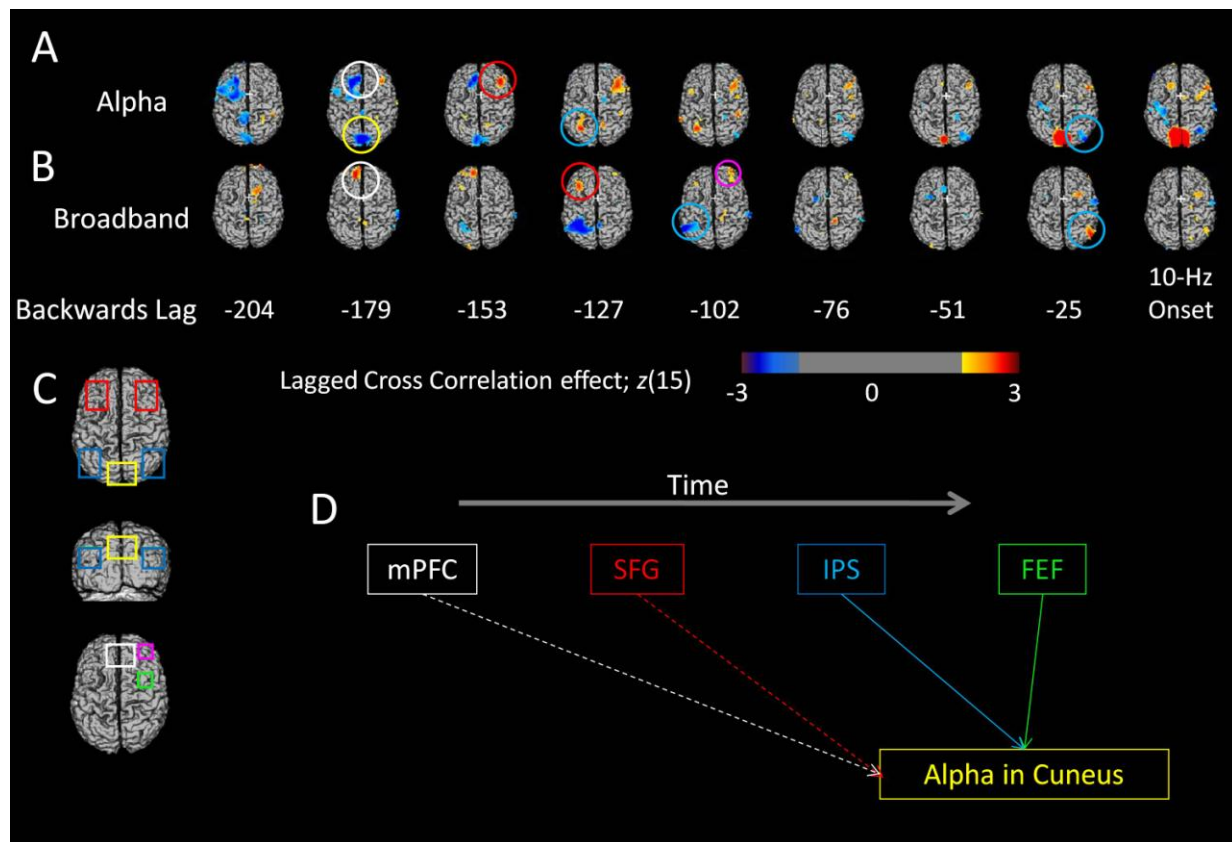 A
Alpha
B
Broadband
Backwards Lag -204 -179 -153 -127 -102 -76 -51 -25 10-Hz
Onset
Lagged Cross Correlation effect; z(15)
-3 0 3
C
Time
D
mPFC SFG IPS FEF
Alpha in Cuneus